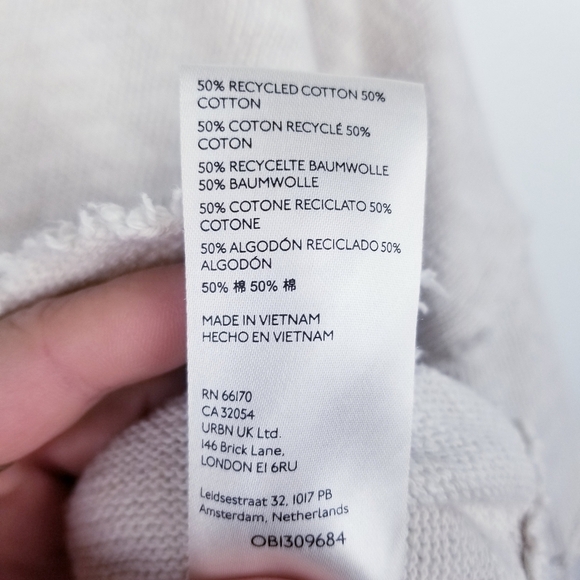 50% RECYCLED COTTON 50%
COTTON
50% COTON RECYCLÉ 50%
COTON
50% RECYCELTE BAUMWOLLE
50% BAUMWOLLE
50% COTONE RECICLATO 50%
COTONE
50% ALGODÓN RECICLADO 50%
ALGODÓN
50% 棉 50% 棉
MADE IN VIETNAM
HECHO EN VIETNAM
RN 66170
CA 32054
URBN UK Ltd.
146 Brick Lane,
LONDON E1 6RU
Leidsestraat 32, 1017 PB
Amsterdam, Netherlands
OB1309684